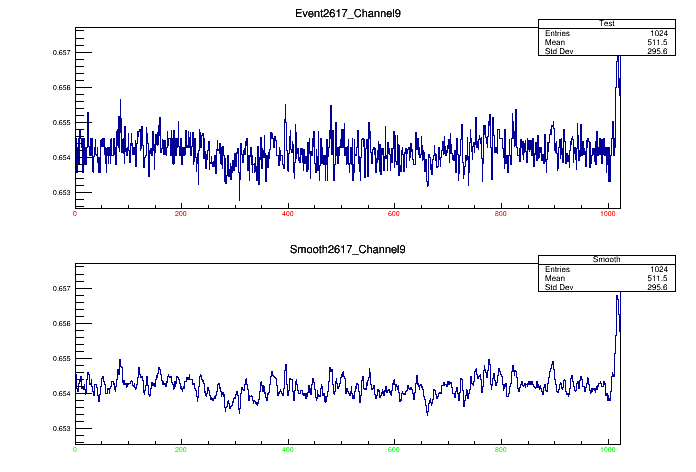 Event2617_Channel9
Test
Entries 1024
Mean 511.5
Std Dev 295.6
0.657
0.656
0.655
0.654
0.653
0 200 400 600 800 1000
Smooth2617_Channel9
Smooth
Entries 1024
Mean 511.5
Std Dev 295.6
0.657
0.656
0.655
0.654
0.653
0 200 400 600 800 1000